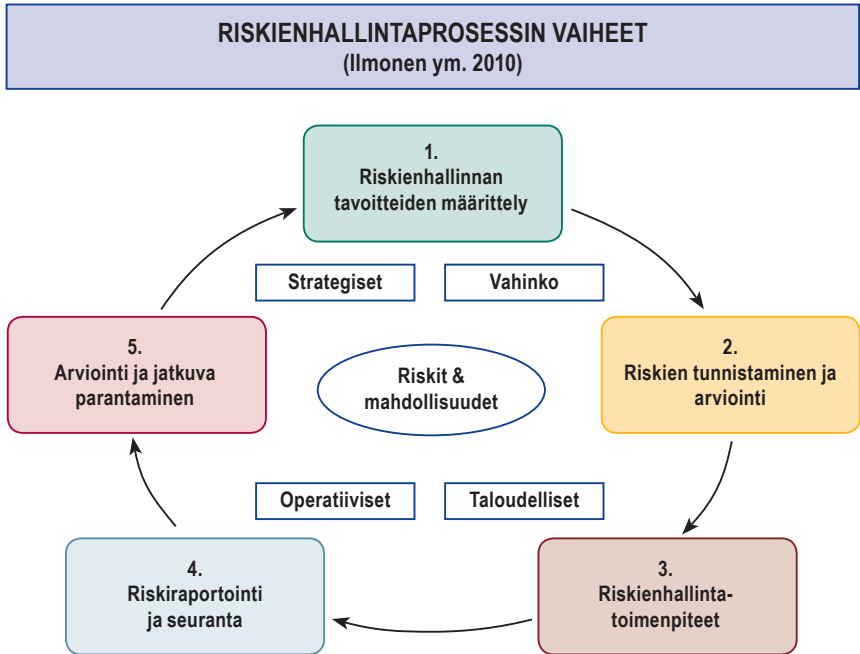 RISKIENHALLINTAPROSESSIN VAIHEET
(Ilmonen ym. 2010)
1.
Riskienhallinnan
tavoitteiden määrittely
Strategiset
Vahinko
5.
Arviointi ja jatkuva
parantaminen
Riskit &
mahdollisuudet
2.
Riskien tunnistaminen ja
arviointi
Operatiiviset
Taloudelliset
4.
Riskiraportointi
ja seuranta
3.
Riskienhallinta-
toimenpiteet